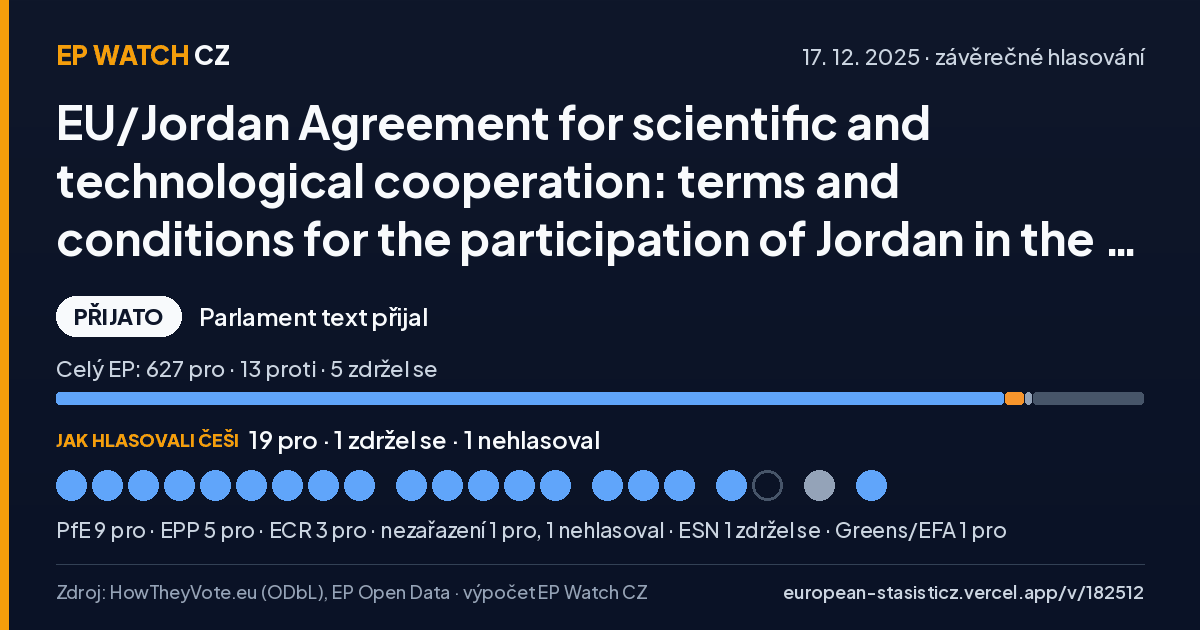 EP WATCH CZ
17. 12. 2025 · závěrečné hlasování
EU/Jordan Agreement for scientific and
technological cooperation: terms and
conditions for the participation of Jordan in the …
PŘIJATO Parlament text přijal
Celý EP: 627 pro · 13 proti · 5 zdržel se
JAK HLASOVALI ČEŠI 19 pro · 1 zdržel se · 1 nehlasoval
PfE 9 pro · EPP 5 pro · ECR 3 pro · nezařazení 1 pro, 1 nehlasoval · ESN 1 zdržel se · Greens/EFA 1 pro
Zdroj: HowTheyVote.eu (ODbL), EP Open Data · výpočet EP Watch CZ
european-stasisticz.vercel.app/v/182512